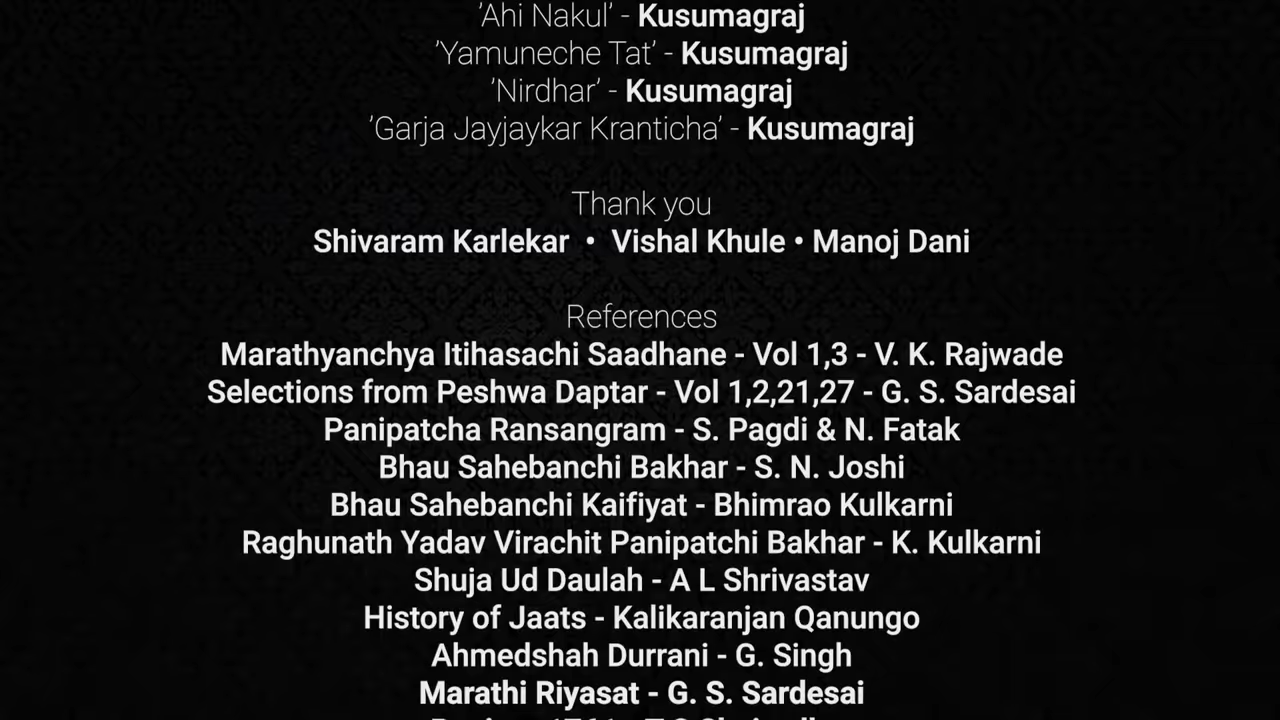 ’Ahi Nakul’ - Kusumagraj
’Yamuneche Tat’ - Kusumagraj
’Nirdhar’ - Kusumagraj
’Garja Jayjaykar Kranticha’ - Kusumagraj
Thank you
Shivaram Karlekar • Vishal Khule • Manoj Dani
References
Marathyanchya Itihasachi Saadhane - Vol 1,3 - V. K. Rajwade
Selections from Peshwa Daptar - Vol 1,2,21,27 - G. S. Sardesai
Panipatcha Ransangram - S. Pagdi & N. Fatak
Bhau Sahebanchi Bakhar - S. N. Joshi
Bhau Sahebanchi Kaifiyat - Bhimrao Kulkarni
Raghunath Yadav Virachit Panipatchi Bakhar - K. Kulkarni
Shuja Ud Daulah - A L Shrivastav
History of Jaats - Kalikaranjan Qanungo
Ahmedshah Durrani - G. Singh
Marathi Riyasat - G. S. Sardesai